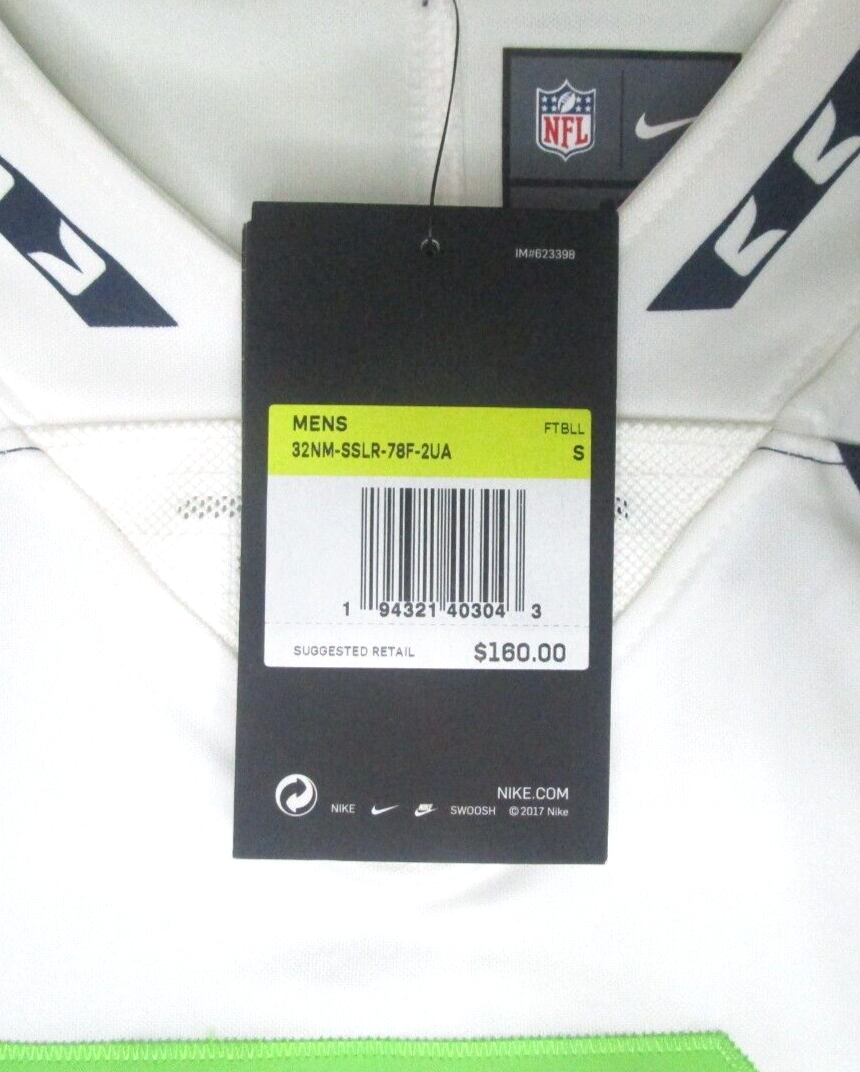 NFL
IM#623398
MENS
FTBLL
32NM-SSLR-78F-2UA
S
1 94321 40304 3
SUGGESTED RETAIL $160.00
NIKE.COM
NIKE NIKE SWOOSH © 2017 Nike